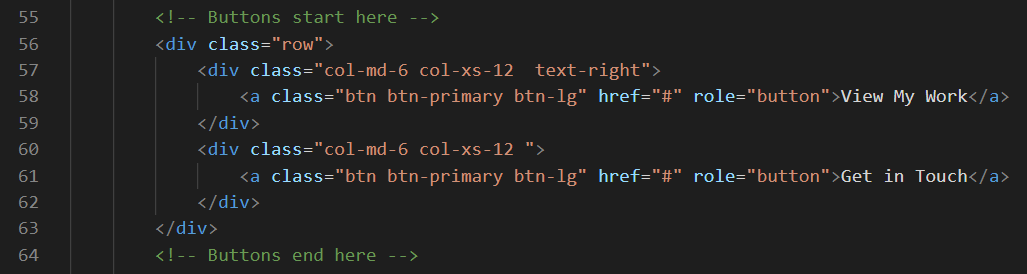 55 <!-- Buttons start here -->
56 <div class="row">
57 <div class="col-md-6 col-xs-12  text-right">
58 <a class="btn btn-primary btn-lg" href="#" role="button">View My Work</a>
59 </div>
60 <div class="col-md-6 col-xs-12 ">
61 <a class="btn btn-primary btn-lg" href="#" role="button">Get in Touch</a>
62 </div>
63 </div>
64 <!-- Buttons end here -->